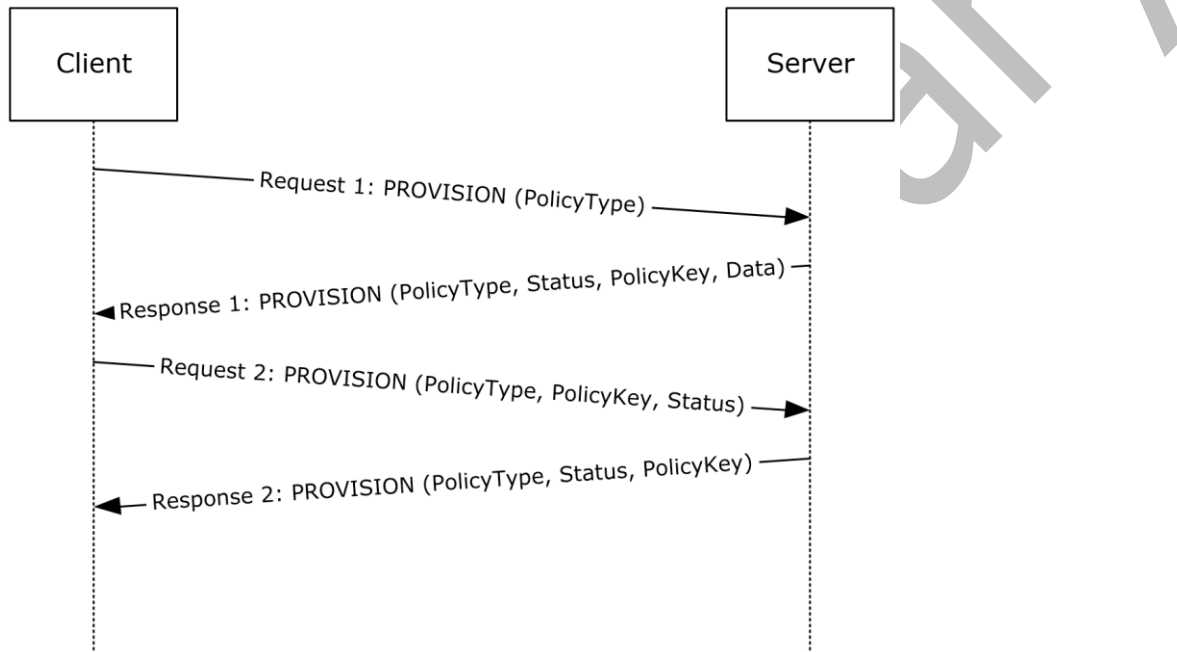 Client
Server
Request 1: PROVISION (PolicyType)
Response 1: PROVISION (PolicyType, Status, PolicyKey, Data)
Request 2: PROVISION (PolicyType, PolicyKey, Status)
Response 2: PROVISION (PolicyType, Status, PolicyKey)